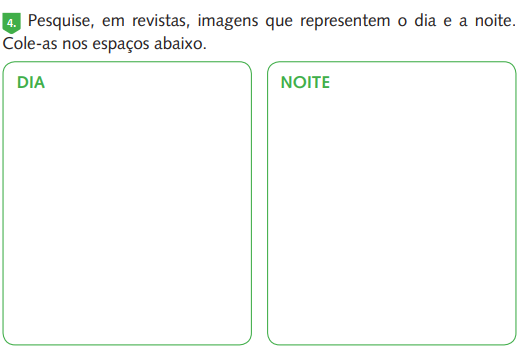 4. Pesquise, em revistas, imagens que representem o dia e a noite.
Cole-as nos espaços abaixo.
DIA
NOITE